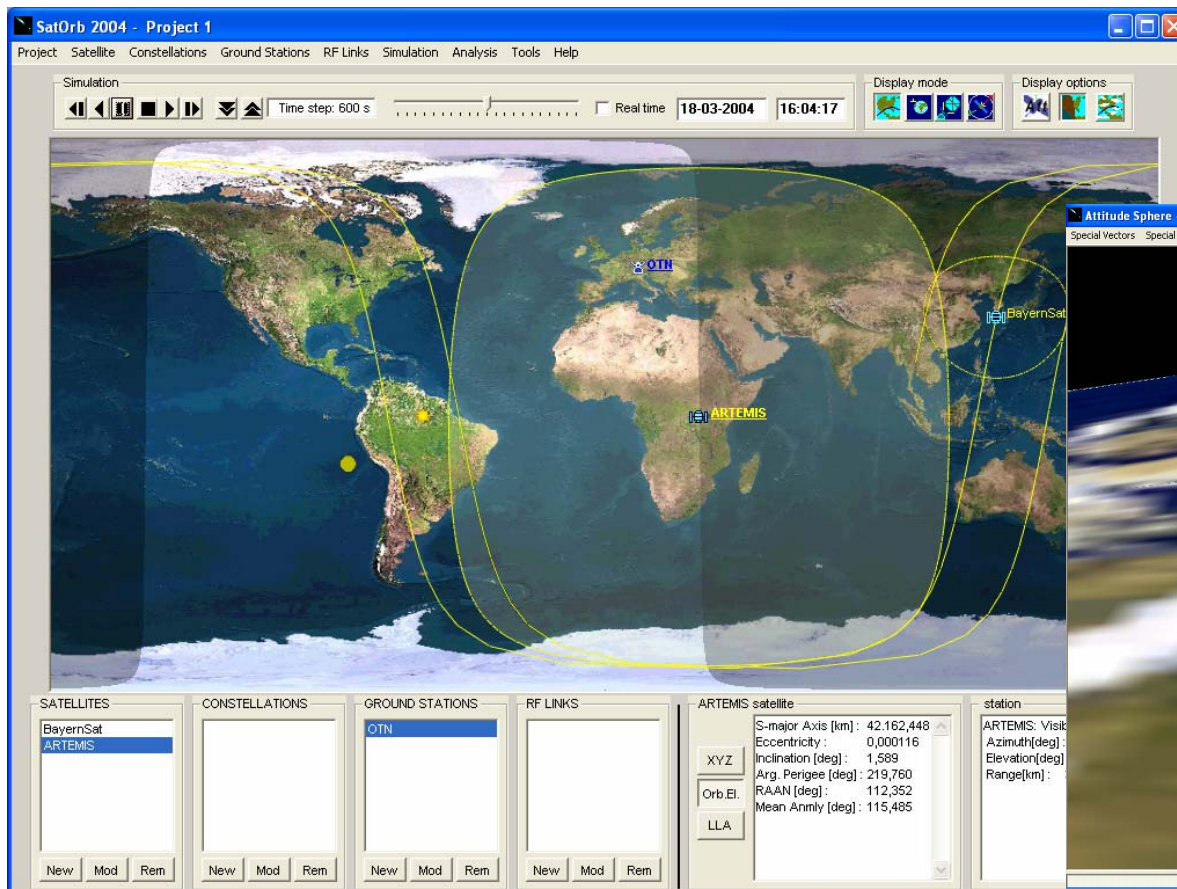 SatOrb 2004 - Project 1
Project Satellite Constellations Ground Stations RF Links Simulation Analysis Tools Help
Simulation
Time step: 600 s
Real time
18-03-2004
16:04:17
Display mode
Display options
Att
Attitude Sphere
Special Vectors Special
OTN
BayernSat
ARTEMIS
SATELLITES
BayernSat
ARTEMIS
New Mod Rem
CONSTELLATIONS
New Mod Rem
GROUND STATIONS
OTN
New Mod Rem
RF LINKS
New Mod Rem
ARTEMIS satellite
XYZ
Orb.El.
LLA
S-major Axis [km] : 42.162,448
Eccentricity : 0,000116
Inclination [deg] : 1,589
Arg. Perigee [deg] : 219,760
RAAN [deg] : 112,352
Mean Anmly [deg] : 115,485
station
ARTEMIS:
Azimuth[deg] :
Elevation[deg]
Range[km] :